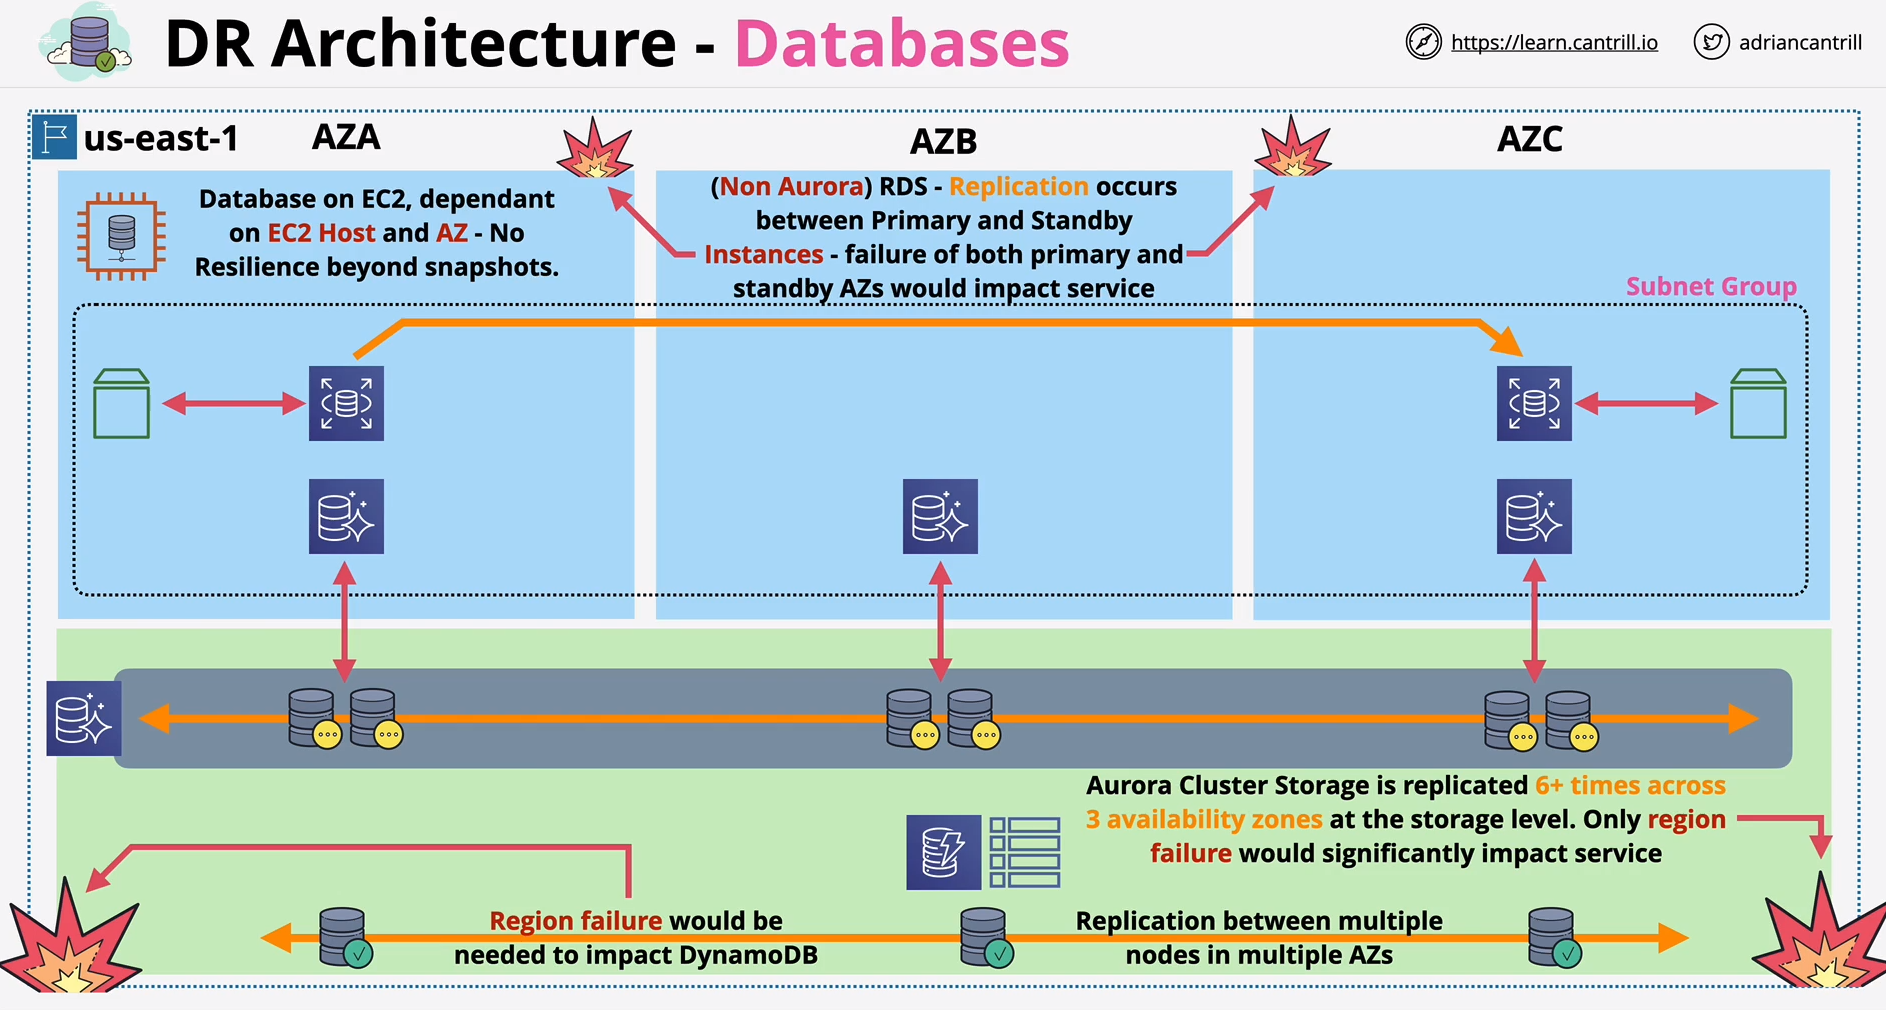 DR Architecture - Databases
https://learn.cantrill.io
adriancantrill
us-east-1
AZA
AZB
AZC
Database on EC2, dependant
on EC2 Host and AZ - No
Resilience beyond snapshots.
(Non Aurora) RDS - Replication occurs
between Primary and Standby
Instances - failure of both primary and
standby AZs would impact service
Subnet Group
Aurora Cluster Storage is replicated 6+ times across
3 availability zones at the storage level. Only region
failure would significantly impact service
Region failure would be
needed to impact DynamoDB
Replication between multiple
nodes in multiple AZs